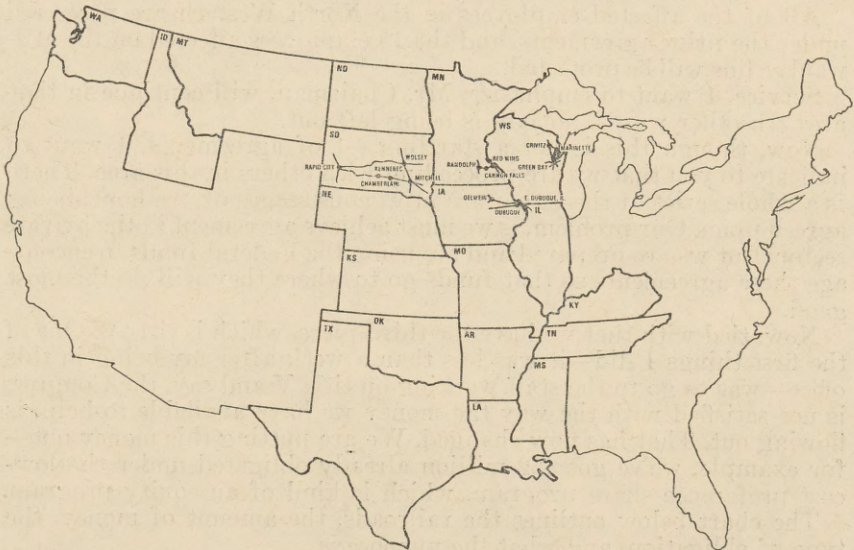 WA
ID MT
ND
MN
SD
WS
CRIVITZ
MARINETTE
WOLSEY
RED WING
RANDOLPH
GREEN BAY
RAPID CITY
KENNEBEC
CANNON FALLS
MITCHELL
CHAMBERLAIN
NE
IA
OELWEIN
E. DUBUQUE, IL
DUBUQUE
IL
MO
KS
KY
OK
TX
AR
TN
MS
LA